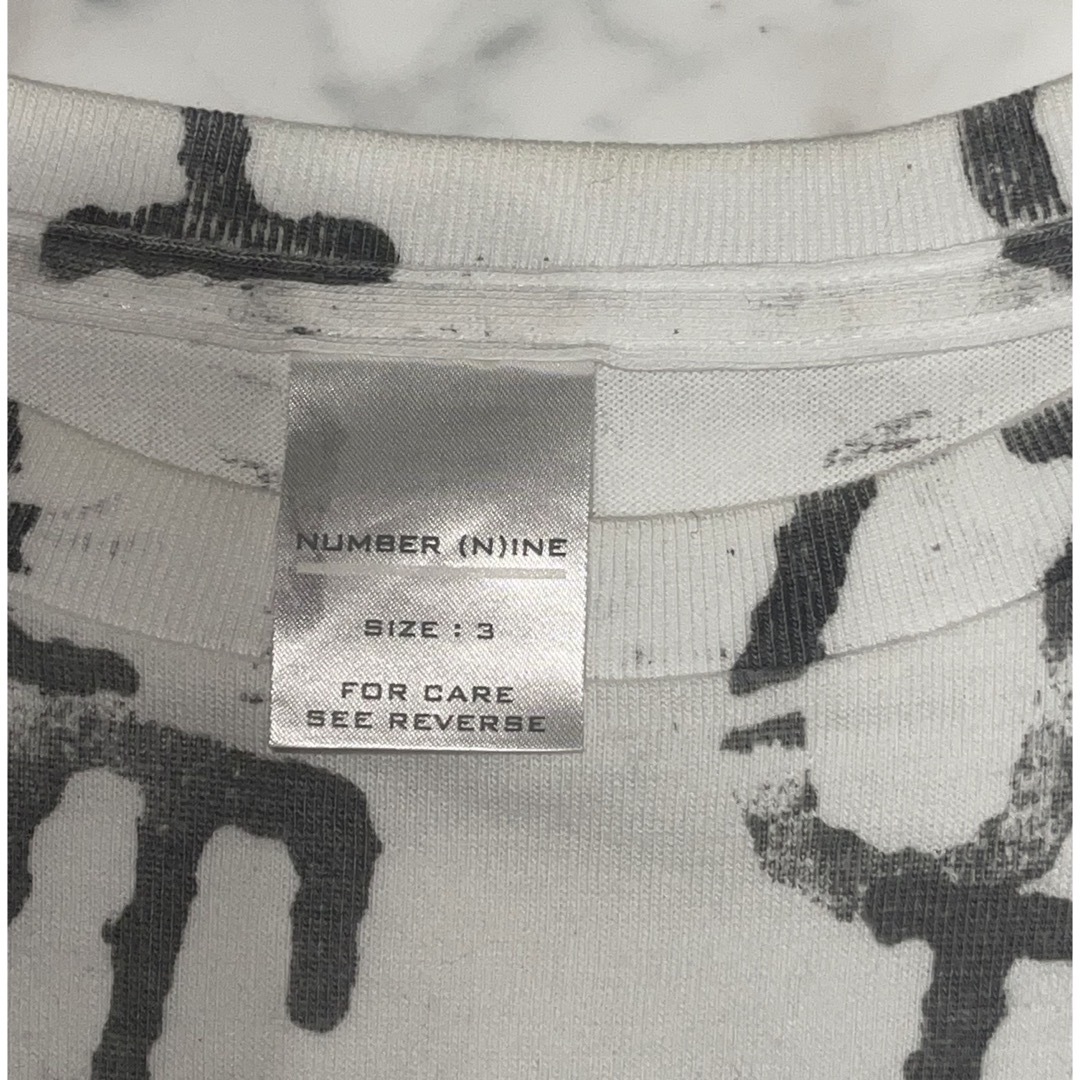 NUMBER (N)INE
SIZE : 3
FOR CARE
SEE REVERSE